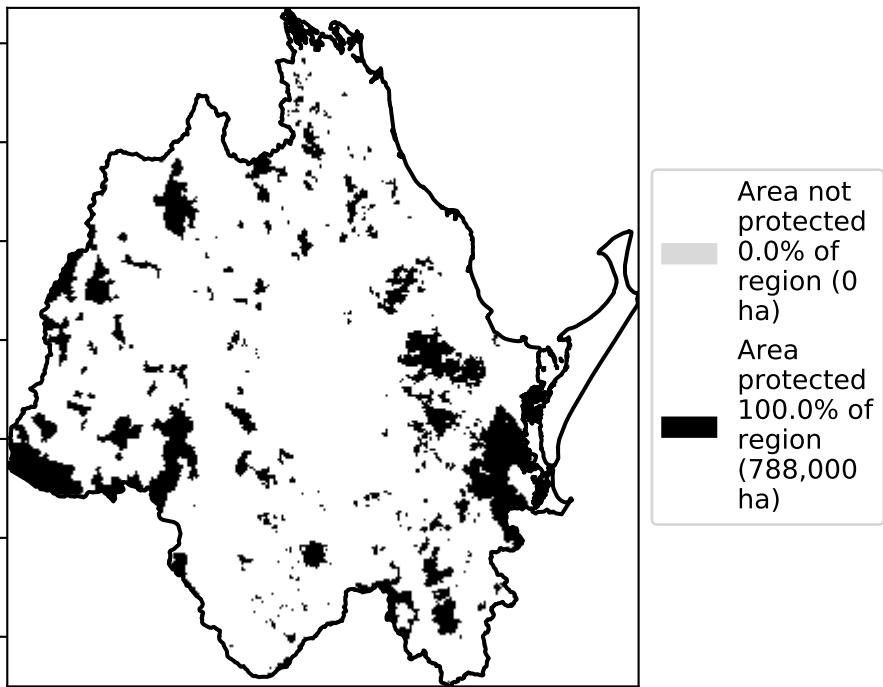 Area not
protected
0.0% of
region (0
ha)
Area
protected
100.0% of
region
(788,000
ha)